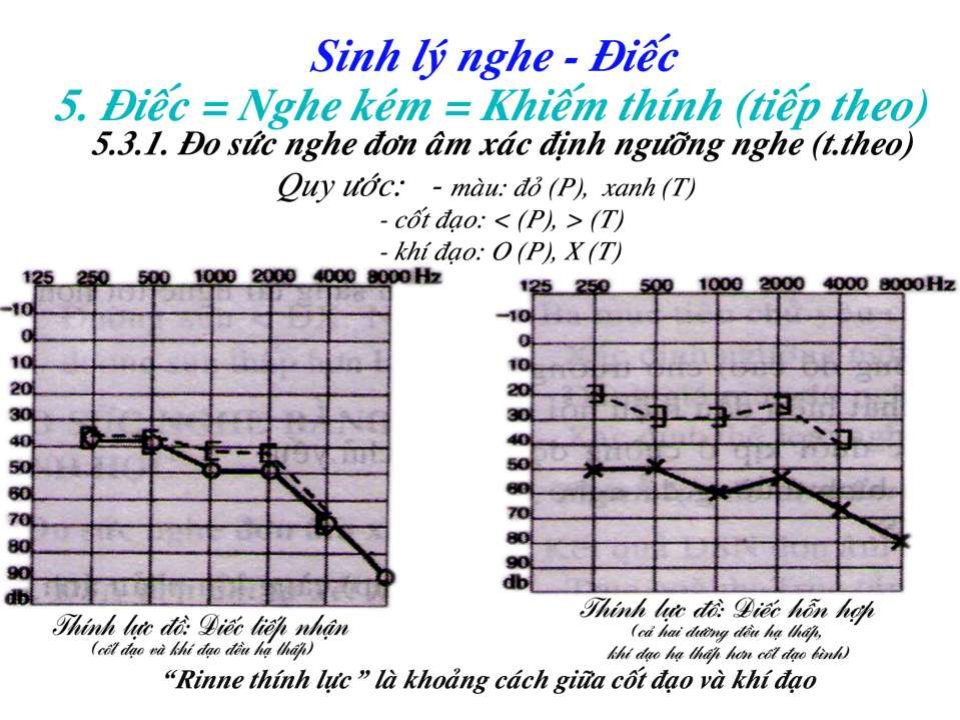 Sinh lý nghe - Điếc
5. Điếc = Nghe kém = Khiếm thính (tiếp theo)
5.3.1. Đo sức nghe đơn âm xác định ngưỡng nghe (t.theo)
Quy ước: - màu: đỏ (P), xanh (T)
- cốt đạo: < (P), > (T)
- khí đạo: O (P), X (T)
125 250 500 1000 2000 4000 8000 Hz
-10
0
10
20
30
40
50
60
70
80
90
db
Thính lực đồ: Điếc tiếp nhận
(cốt đạo và khí đạo đều hạ thấp)
125 250 500 1000 2000 4000 8000 Hz
-10
0
10
20
30
40
50
60
70
80
90
db
Thính lực đồ: Điếc hỗn hợp
(cả hai đường đều hạ thấp,
khí đạo hạ thấp hơn cốt đạo bình)
“Rinne thính lực ” là khoảng cách giữa cốt đạo và khí đạo